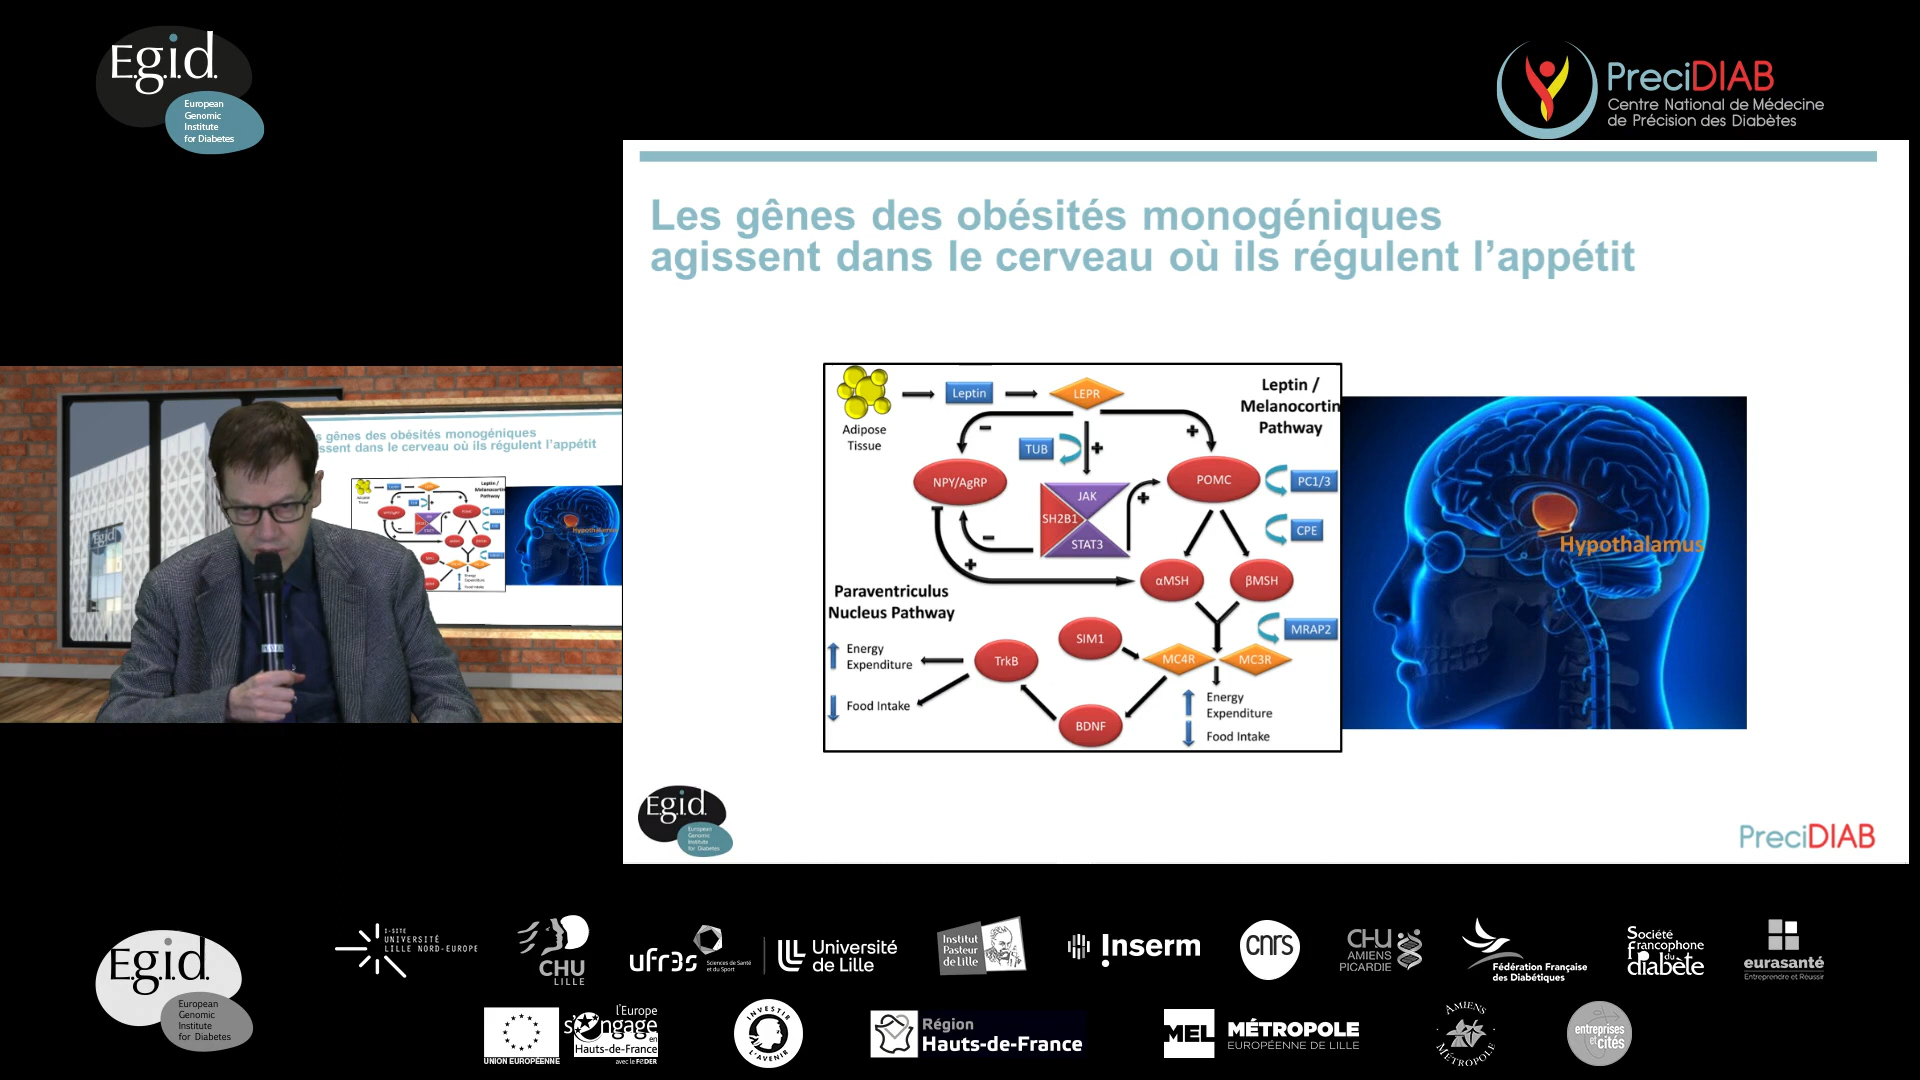 E.g.i.d.
European
Genomic
Institute
for Diabetes
PreciDIAB
Centre National de Médecine
de Précision des Diabètes
Les gênes des obésités monogéniques
agissent dans le cerveau où ils régulent l'appétit
Leptin /
Melanocortin
Pathway
Adipose
Tissue
Leptin
LEPR
TUB
NPY/AgRP
JAK
SH2B1
STAT3
POMC
PC1/3
CPE
αMSH
βMSH
Paraventriculus
Nucleus Pathway
MRAP2
SIM1
MC4R
MC3R
TrkB
BDNF
Energy
Expenditure
Food Intake
Energy
Expenditure
Food Intake
Hypothalamus
E.g.i.d.
European
Genomic
Institute
for Diabetes
PreciDIAB
s gênes des obésités monogéniques
ssent dans le cerveau où ils régulent l'appétit
Leptin /
Melanocortin
Pathway
Hypothalamus
E.g.i.d.
European
Genomic
Institute
for Diabetes
I-SITE
UNIVERSITÉ
LILLE NORD-EUROPE
CHU
LILLE
ufr3s
Sciences de Santé
et du Sport
Université
de Lille
Institut
Pasteur
de Lille
Inserm
cnrs
CHU
AMIENS
PICARDIE
Fédération Française
des Diabétiques
Société
francophone
du
diabète
eurasanté
Entreprendre et Réussir
UNION EUROPÉENNE
l'Europe
s'engage
en
Hauts-de-France
avec le FEDER
INVESTIR
L'AVENIR
Région
Hauts-de-France
MEL
MÉTROPOLE
EUROPÉENNE DE LILLE
AMIENS
MÉTROPOLE
entreprises
et
cités